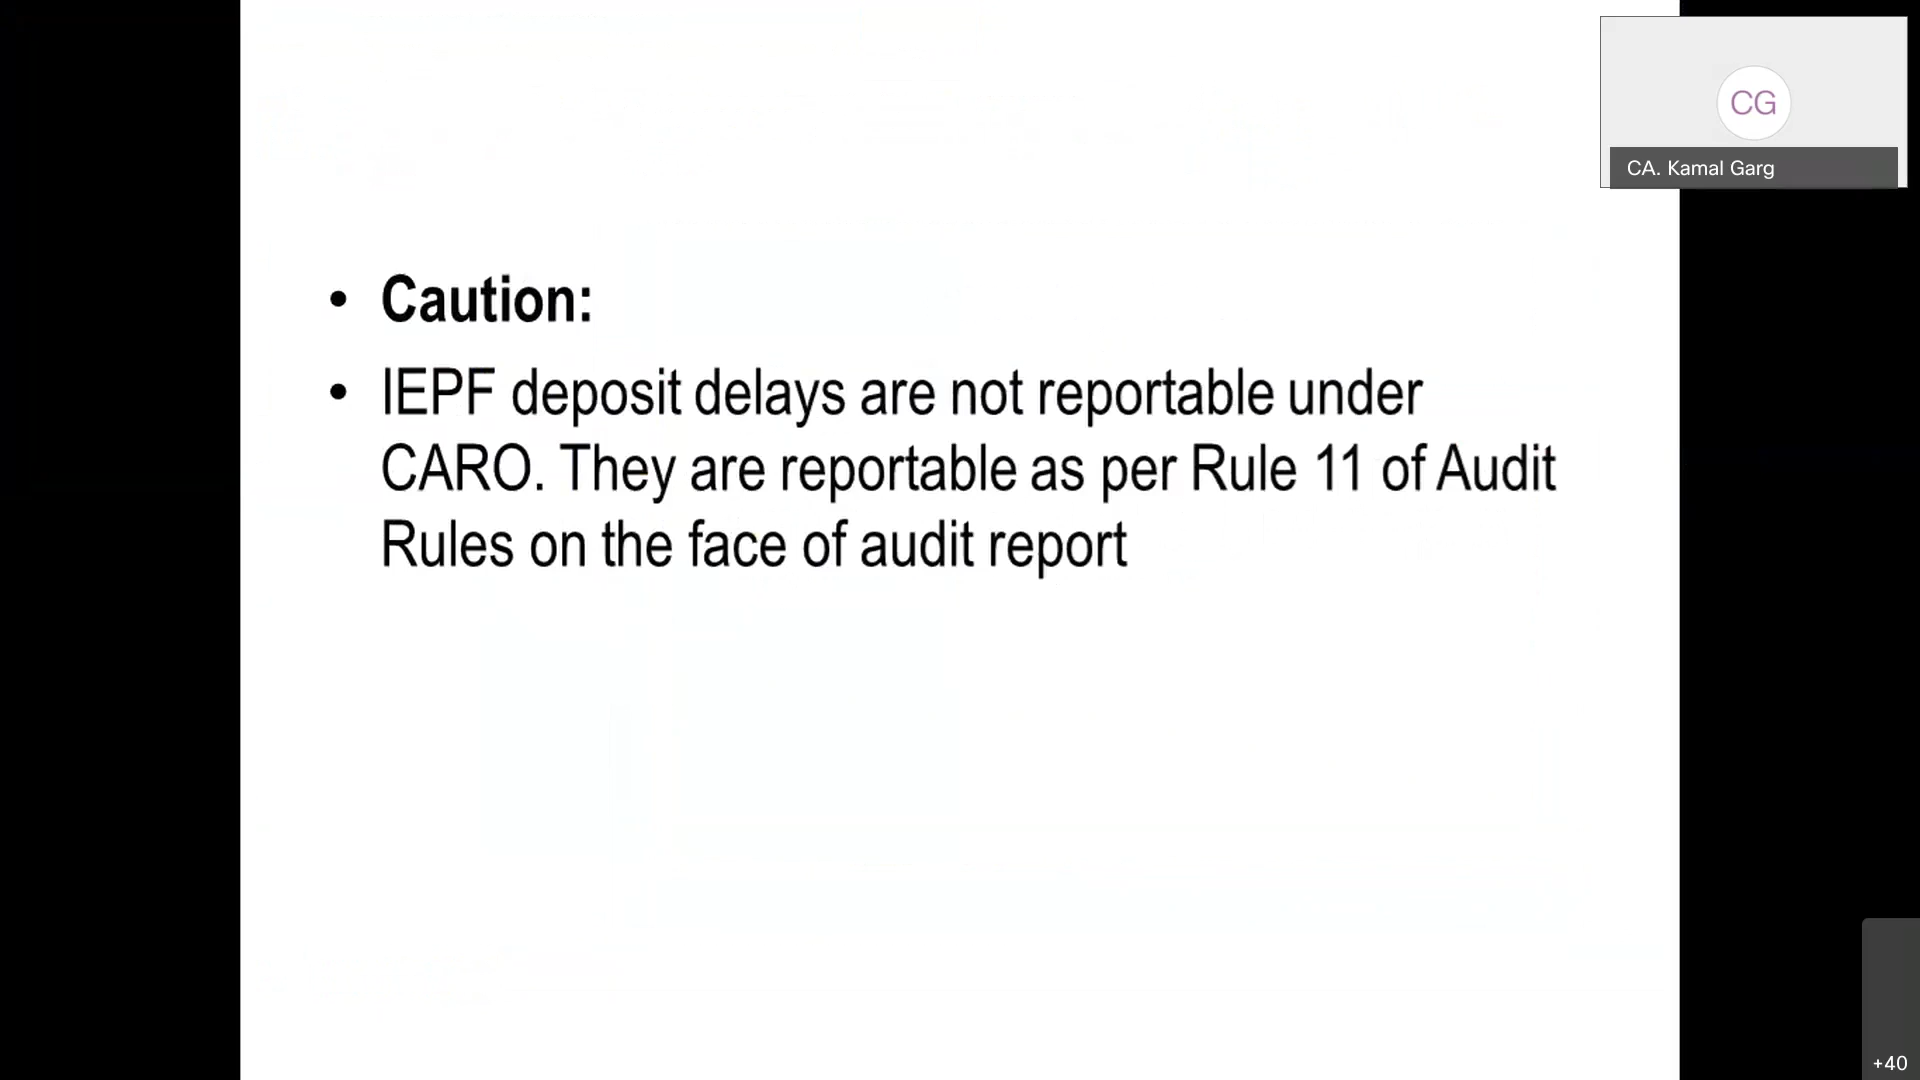 CG
CA. Kamal Garg
• Caution:
• IEPF deposit delays are not reportable under
CARO. They are reportable as per Rule 11 of Audit
Rules on the face of audit report
+40